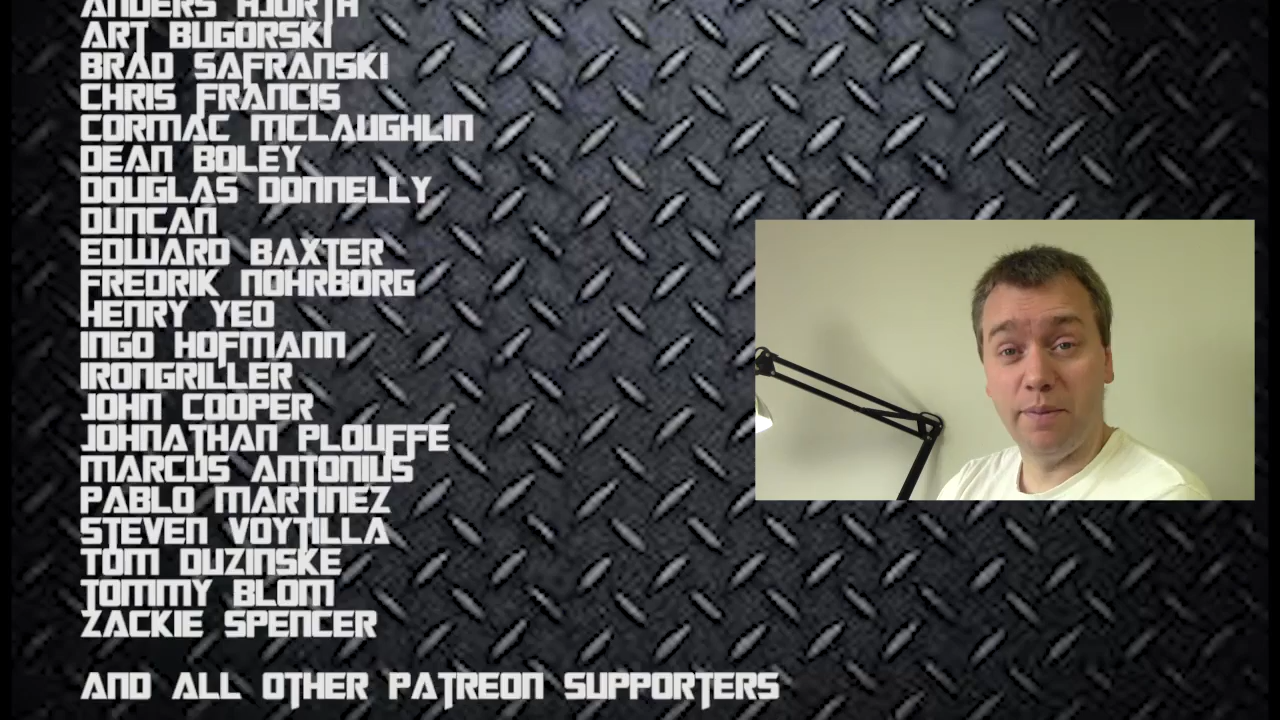 ANDERS HJORTH
ART BUGORSKI
BRAD SAFRANSKI
CHRIS FRANCIS
CORMAC MCLAUGHLIN
DEAN BOLEY
DOUGLAS DONNELLY
DUNCAN
EDWARD BAXTER
FREDRIK NOHRBORG
HENRY YEO
INGO HOFMANN
IRONGRILLER
JOHN COOPER
JOHNATHAN PLOUFFE
MARCUS ANTONIUS
PABLO MARTINEZ
STEVEN VOYTILLA
TOM DUZINSKE
TOMMY BLOM
ZACKIE SPENCER
AND ALL OTHER PATREON SUPPORTERS